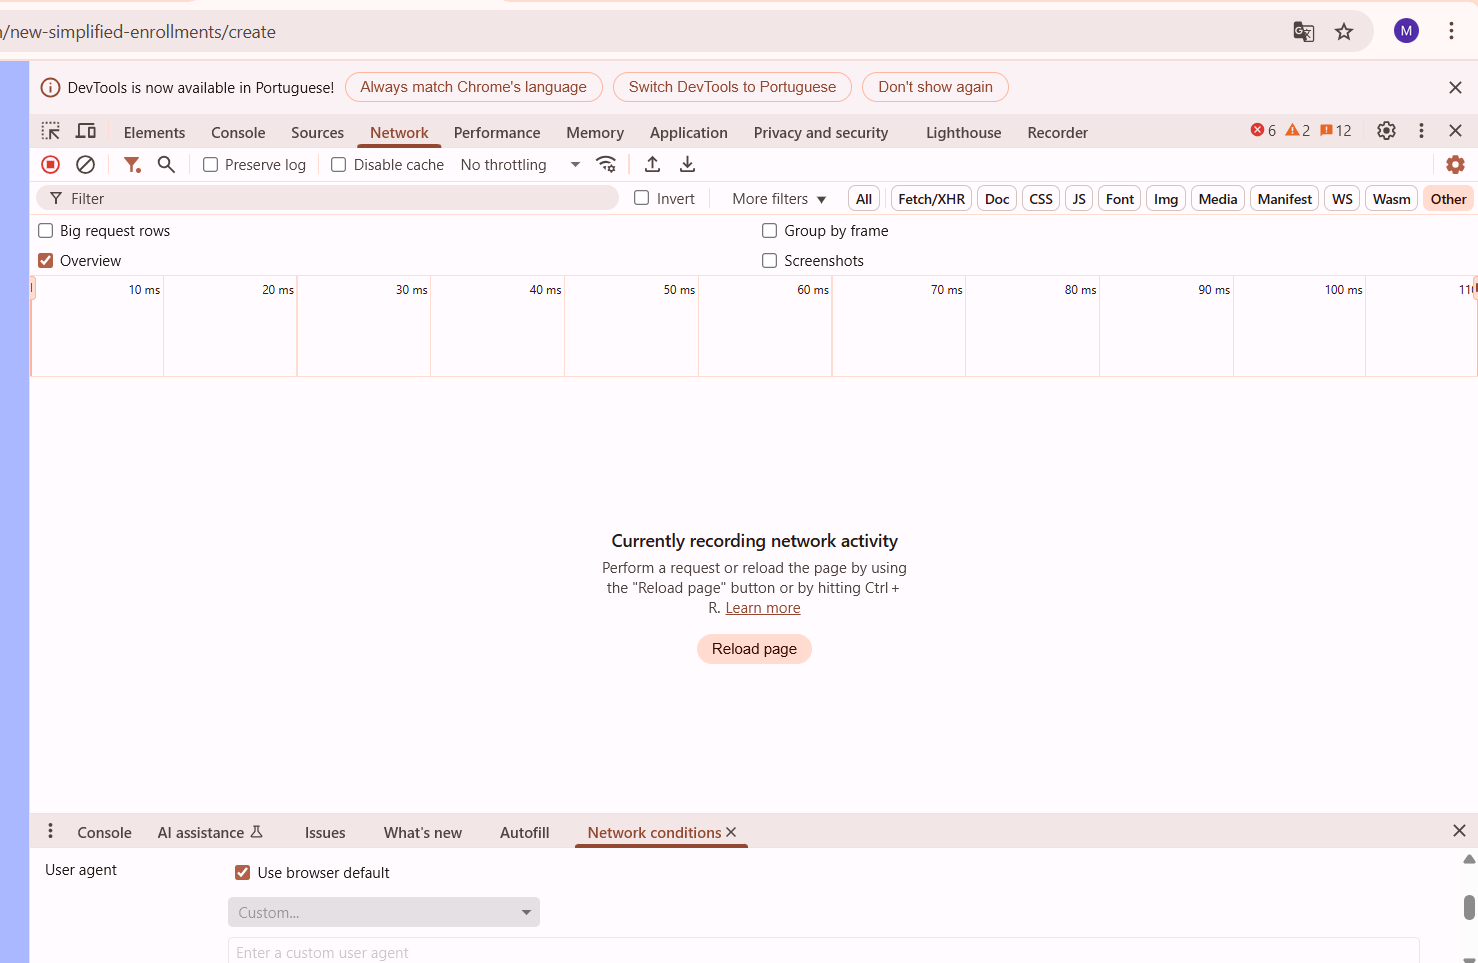 /new-simplified-enrollments/create
M
DevTools is now available in Portuguese! Always match Chrome's language Switch DevTools to Portuguese Don't show again
Elements Console Sources Network Performance Memory Application Privacy and security Lighthouse Recorder 6 2 12
Preserve log Disable cache No throttling
Filter Invert More filters All Fetch/XHR Doc CSS JS Font Img Media Manifest WS Wasm Other
Big request rows Group by frame
Overview Screenshots
10 ms 20 ms 30 ms 40 ms 50 ms 60 ms 70 ms 80 ms 90 ms 100 ms
Currently recording network activity
Perform a request or reload the page by using
the "Reload page" button or by hitting Ctrl +
R. Learn more
Reload page
Console AI assistance Issues What's new Autofill Network conditions
User agent Use browser default
Custom...
Enter a custom user agent